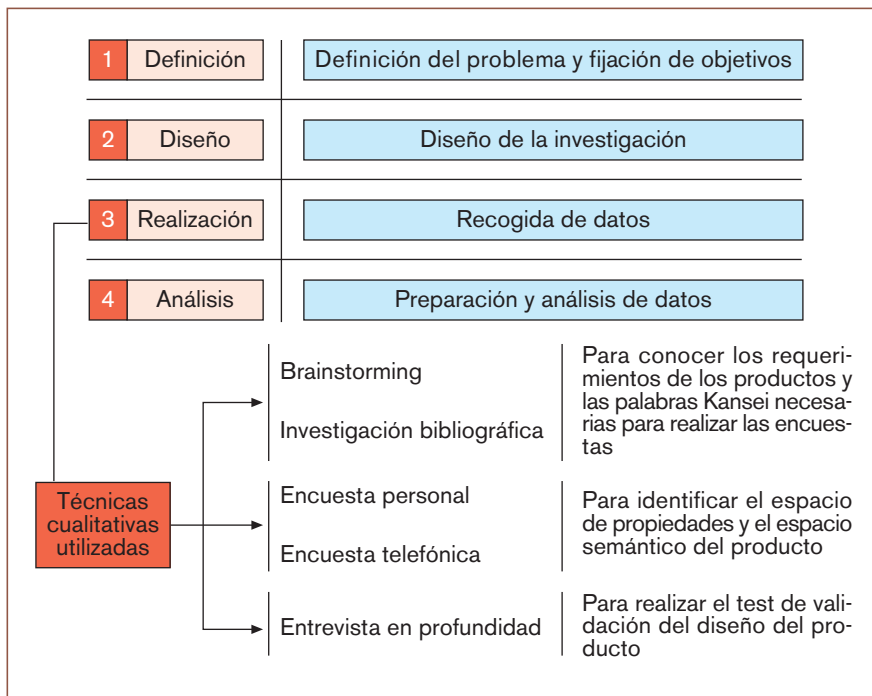 1 Definición Definición del problema y fijación de objetivos
2 Diseño Diseño de la investigación
3 Realización Recogida de datos
4 Análisis Preparación y análisis de datos
Técnicas
cualitativas
utilizadas
Brainstorming
Investigación bibliográfica
Para conocer los requeri-
mientos de los productos y
las palabras Kansei necesa-
rias para realizar las encues-
tas
Encuesta personal
Encuesta telefónica
Para identificar el espacio
de propiedades y el espacio
semántico del producto
Entrevista en profundidad
Para realizar el test de vali-
dación del diseño del pro-
ducto